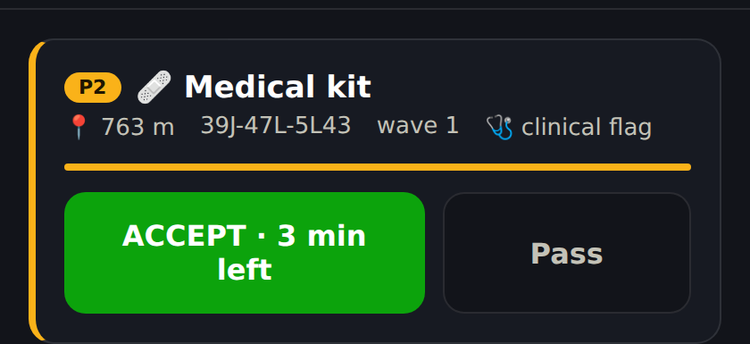 P2 🩹 Medical kit
📍 763 m 39J-47L-5L43 wave 1 🩺 clinical flag
ACCEPT · 3 min
left
Pass